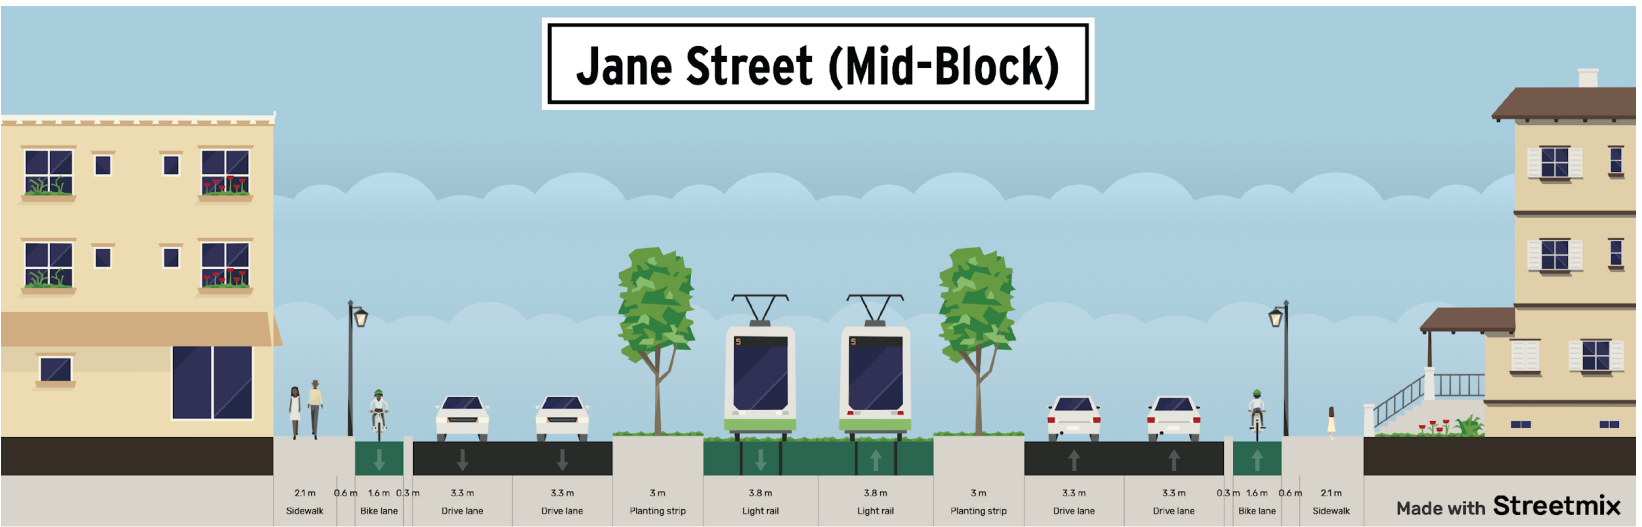 Jane Street (Mid-Block)
5
5
2.1 m
0.6 m
1.6 m
0.3 m
3.3 m
3.3 m
3 m
3.8 m
3.8 m
3 m
3.3 m
3.3 m
0.3 m
1.6 m
0.6 m
2.1 m
Sidewalk
Bike lane
Drive lane
Drive lane
Planting strip
Light rail
Light rail
Planting strip
Drive lane
Drive lane
Bike lane
Sidewalk
Made with Streetmix